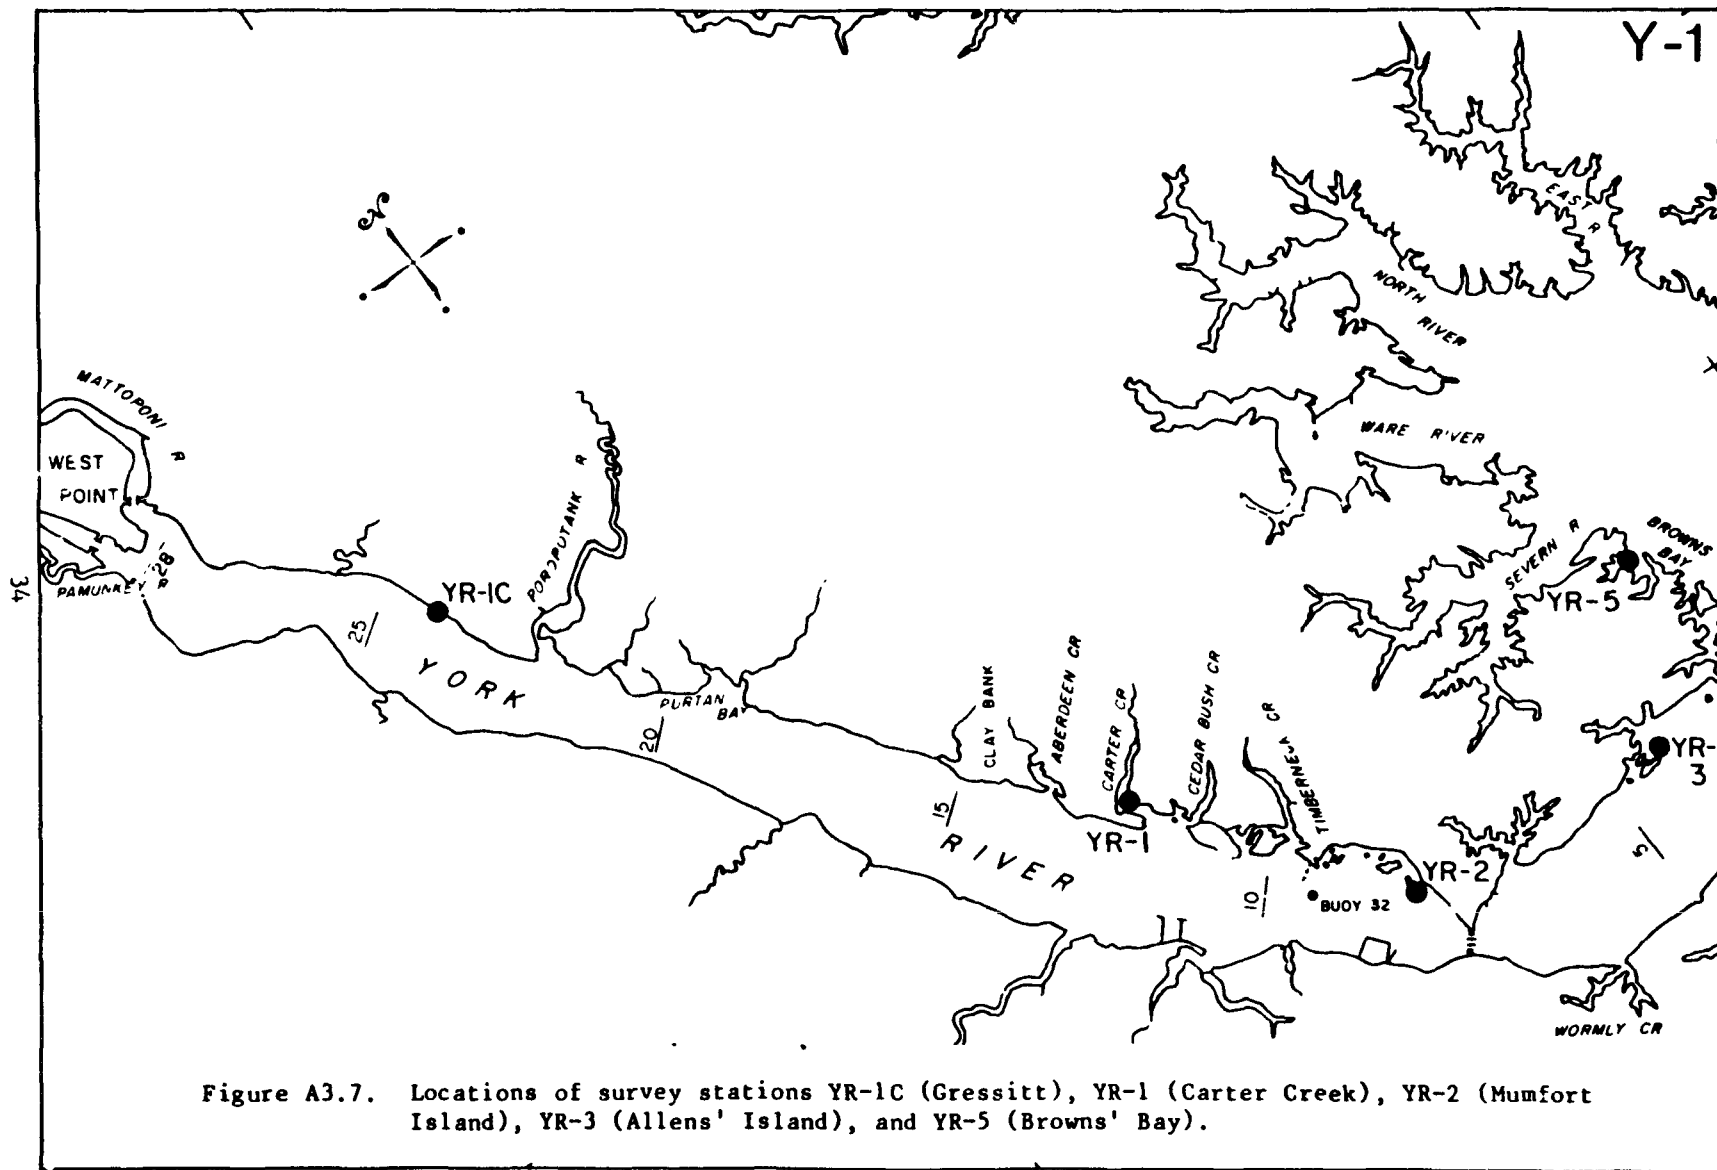 Y-1
N
EAST R
NORTH
RIVER
MATTOPONI R
WARE RIVER
WEST
POINT
PAMUNKEY R
28
25
YR-1C
POROPUTANK R
YORK
PURTAN
BAY
20
SEVERN R
BROWNS
BAY
YR-5
CLAY BANK
ABERDEEN CR
CARTER CR
CEDAR BUSH CR
TIMBERNECK CR
YR-
3
15
YR-1
RIVER
5
10
BUOY 32
YR-2
WORMLY CR
34
Figure A3.7. Locations of survey stations YR-1C (Gressitt), YR-1 (Carter Creek), YR-2 (Mumfort
Island), YR-3 (Allens' Island), and YR-5 (Browns' Bay).